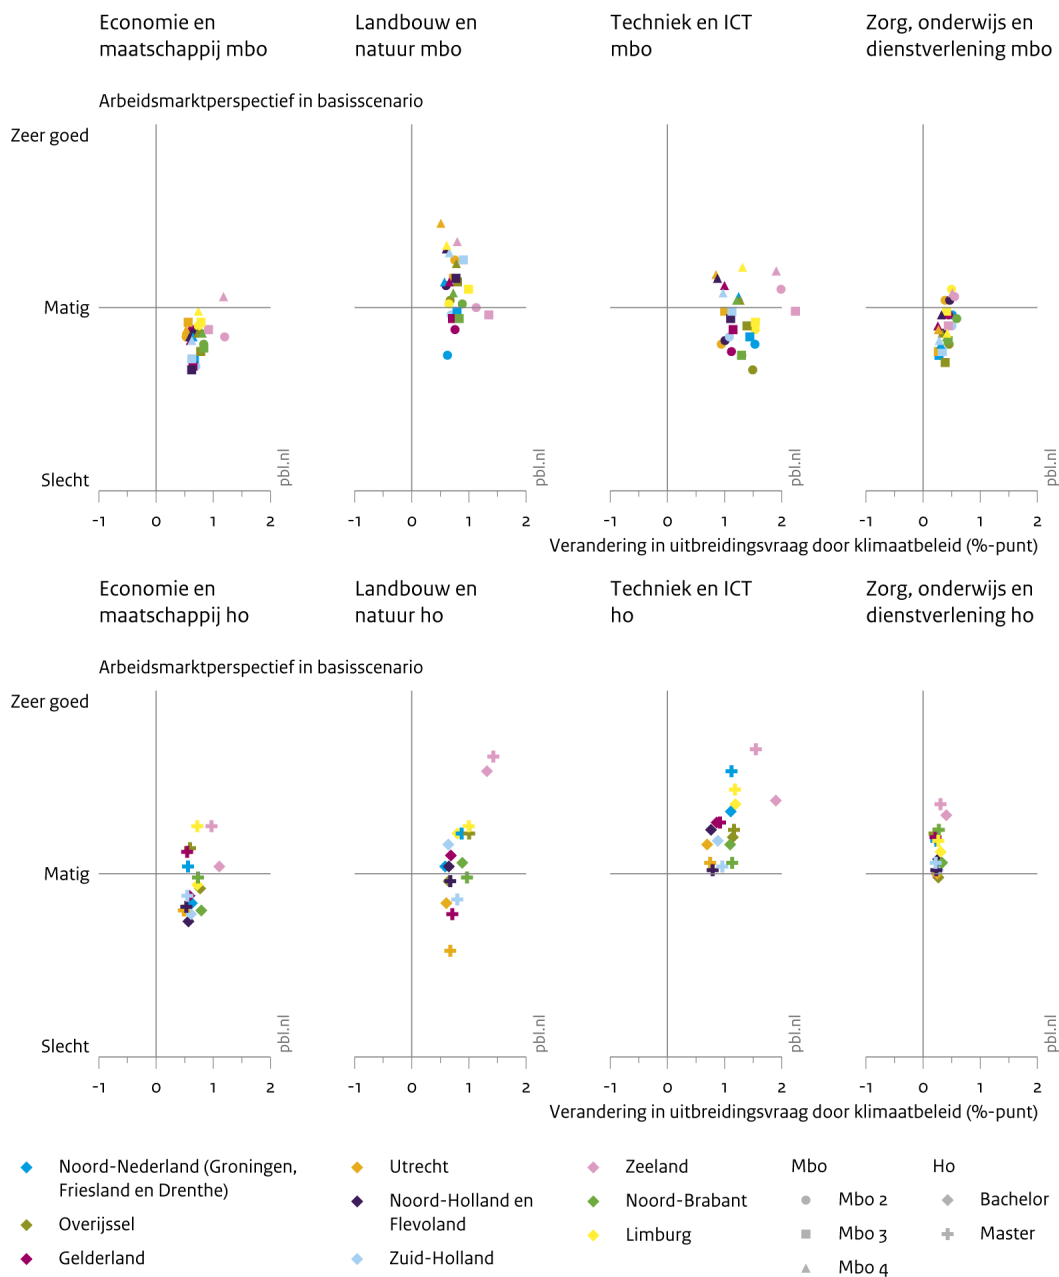 Economie en
maatschappij mbo
Landbouw en
natuur mbo
Techniek en ICT
mbo
Zorg, onderwijs en
dienstverlening mbo
Arbeidsmarktperspectief in basisscenario
Zeer goed
Matig
Slecht
pbl.nl
pbl.nl
pbl.nl
pbl.nl
-1 0 1 2
-1 0 1 2
-1 0 1 2
-1 0 1 2
Verandering in uitbreidingsvraag door klimaatbeleid (%-punt)
Economie en
maatschappij ho
Landbouw en
natuur ho
Techniek en ICT
ho
Zorg, onderwijs en
dienstverlening ho
Arbeidsmarktperspectief in basisscenario
Zeer goed
Matig
Slecht
pbl.nl
pbl.nl
pbl.nl
pbl.nl
-1 0 1 2
-1 0 1 2
-1 0 1 2
-1 0 1 2
Verandering in uitbreidingsvraag door klimaatbeleid (%-punt)
Noord-Nederland (Groningen,
Friesland en Drenthe)
Overijssel
Gelderland
Utrecht
Noord-Holland en
Flevoland
Zuid-Holland
Zeeland
Noord-Brabant
Limburg
Mbo
Mbo 2
Mbo 3
Mbo 4
Ho
Bachelor
Master